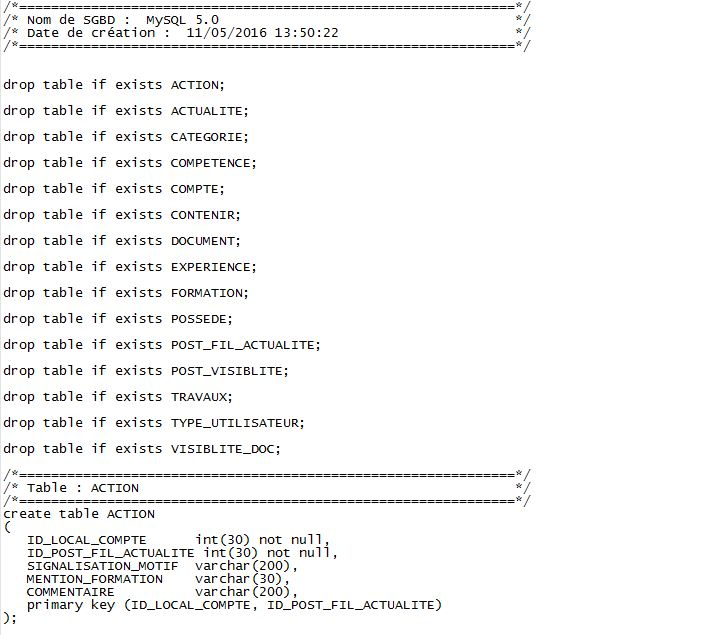 /*==============================================================*/
/* Nom de SGBD :  MySQL 5.0                                     */
/* Date de création :  11/05/2016 13:50:22                      */
/*==============================================================*/
drop table if exists ACTION;
drop table if exists ACTUALITE;
drop table if exists CATEGORIE;
drop table if exists COMPETENCE;
drop table if exists COMPTE;
drop table if exists CONTENIR;
drop table if exists DOCUMENT;
drop table if exists EXPERIENCE;
drop table if exists FORMATION;
drop table if exists POSSEDE;
drop table if exists POST_FIL_ACTUALITE;
drop table if exists POST_VISIBLITE;
drop table if exists TRAVAUX;
drop table if exists TYPE_UTILISATEUR;
drop table if exists VISIBLITE_DOC;
/*==============================================================*/
/* Table : ACTION                                               */
/*==============================================================*/
create table ACTION
(
   ID_LOCAL_COMPTE      int(30) not null,
   ID_POST_FIL_ACTUALITE int(30) not null,
   SIGNALISATION_MOTIF  varchar(200),
   MENTION_FORMATION    varchar(30),
   COMMENTAIRE          varchar(200),
   primary key (ID_LOCAL_COMPTE, ID_POST_FIL_ACTUALITE)
);